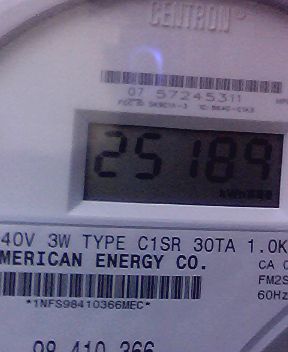 CENTRON
07 57245311
25189
kWh
40V 3W TYPE C1SR 30TA 1.0K
MERICAN ENERGY CO.
CA 0
FM2S
60Hz
*1NFS98410366MEC*
98 410 366